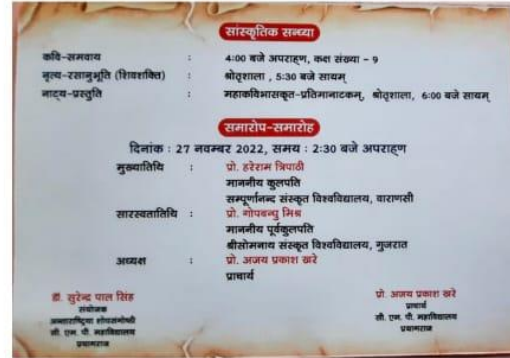 सांस्कृतिक सन्ध्या
कवि-समवाय : 4:00 बजे अपराह्ण, कक्ष संख्या - 9
नृत्य-रसानुभूति (शिवशक्ति) : श्रोतृशाला , 5:30 बजे सायम्
नाट्य-प्रस्तुति : महाकविभासकृत-प्रतिमानाटकम्, श्रोतृशाला, 6:00 बजे सायम्
समारोप-समारोह
दिनांक : 27 नवम्बर 2022, समय : 2:30 बजे अपराह्ण
मुख्यातिथि : प्रो. हरेराम त्रिपाठी
माननीय कुलपति
सम्पूर्णानन्द संस्कृत विश्वविद्यालय, वाराणसी
सारस्वतातिथि : प्रो. गोपबन्धु मिश्र
माननीय पूर्वकुलपति
श्रीसोमनाथ संस्कृत विश्वविद्यालय, गुजरात
अध्यक्ष : प्रो. अजय प्रकाश खरे
प्राचार्य
डॉ. सुरेन्द्र पाल सिंह
संयोजक
अन्ताराष्ट्रिया शोधसंगोष्ठी
सी. एम. पी. महाविद्यालय
प्रयागराज
प्रो. अजय प्रकाश खरे
प्राचार्य
सी. एम. पी. महाविद्यालय
प्रयागराज